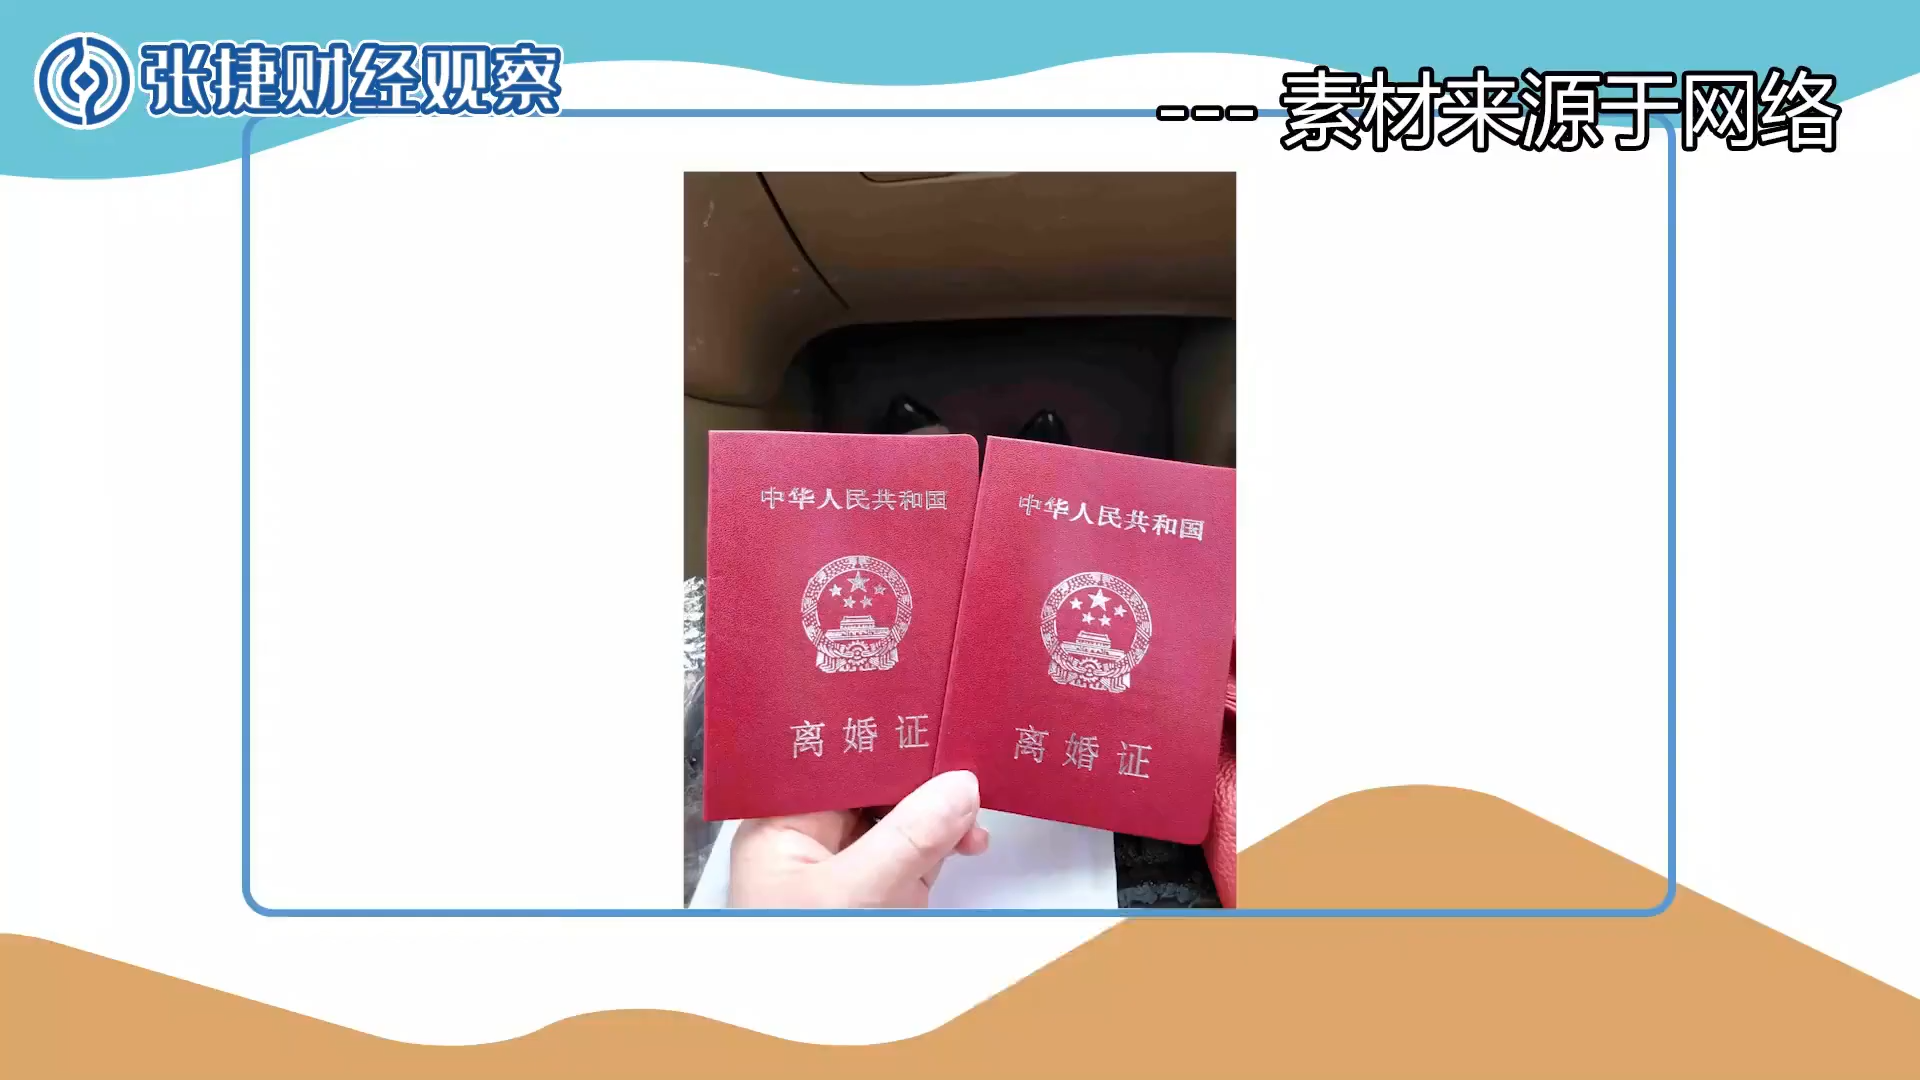 张捷财经观察
--- 素材来源于网络
中华人民共和国
离婚证
中华人民共和国
离婚证